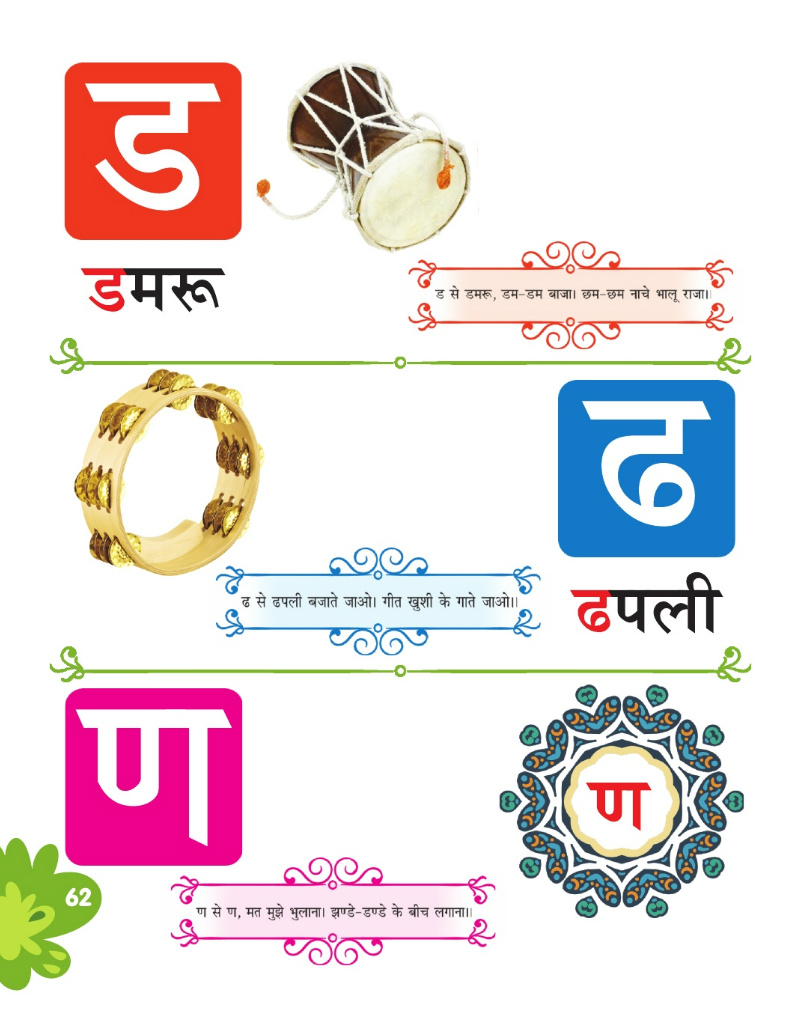 ड
डमरू
ड से डमरू, डम-डम बाजा। छम-छम नाचे भालू राजा।।
ढ
ढ से ढपली बजाते जाओ। गीत खुशी के गाते जाओ।।
ढपली
ण
ण
62
ण से ण, मत मुझे भुलाना। झण्डे-डण्डे के बीच लगाना।।